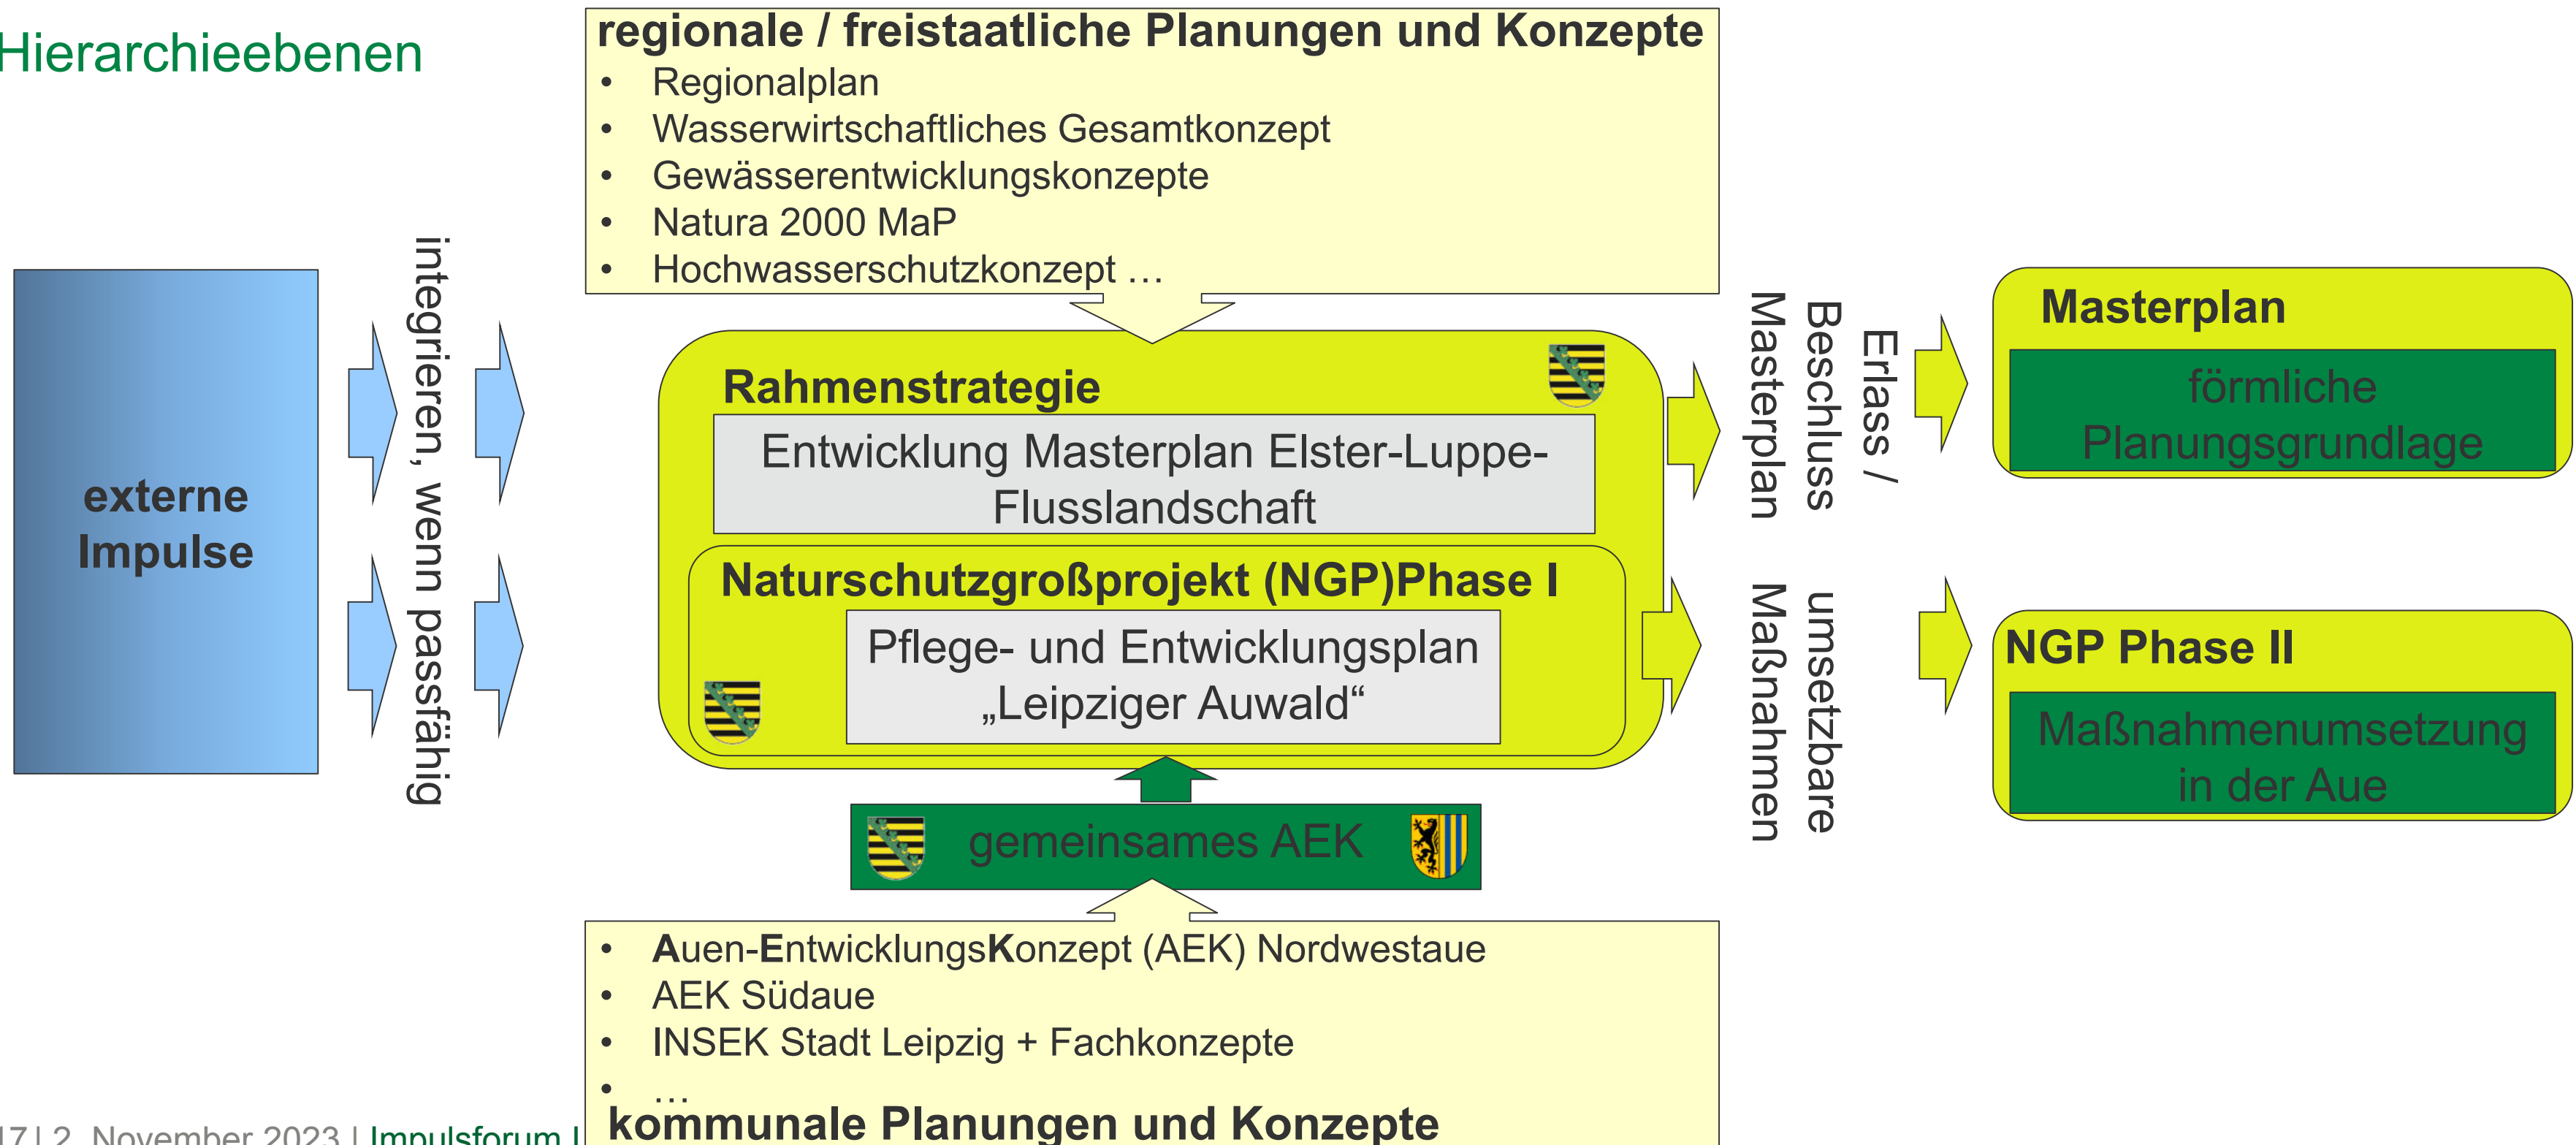 Hierarchieebenen
regionale / freistaatliche Planungen und Konzepte
• Regionalplan
• Wasserwirtschaftliches Gesamtkonzept
• Gewässerentwicklungskonzepte
• Natura 2000 MaP
• Hochwasserschutzkonzept …
externe
Impulse
integrieren, wenn passfähig
Rahmenstrategie
Entwicklung Masterplan Elster-Luppe-
Flusslandschaft
Naturschutzgroßprojekt (NGP)Phase I
Pflege- und Entwicklungsplan
„Leipziger Auwald“
Erlass /
Beschluss
Masterplan
umsetzbare
Maßnahmen
Masterplan
förmliche
Planungsgrundlage
NGP Phase II
Maßnahmenumsetzung
in der Aue
gemeinsames AEK
• Auen-EntwicklungsKonzept (AEK) Nordwestaue
• AEK Südaue
• INSEK Stadt Leipzig + Fachkonzepte
• …
kommunale Planungen und Konzepte
17 | 2. November 2023 | Impulsforum